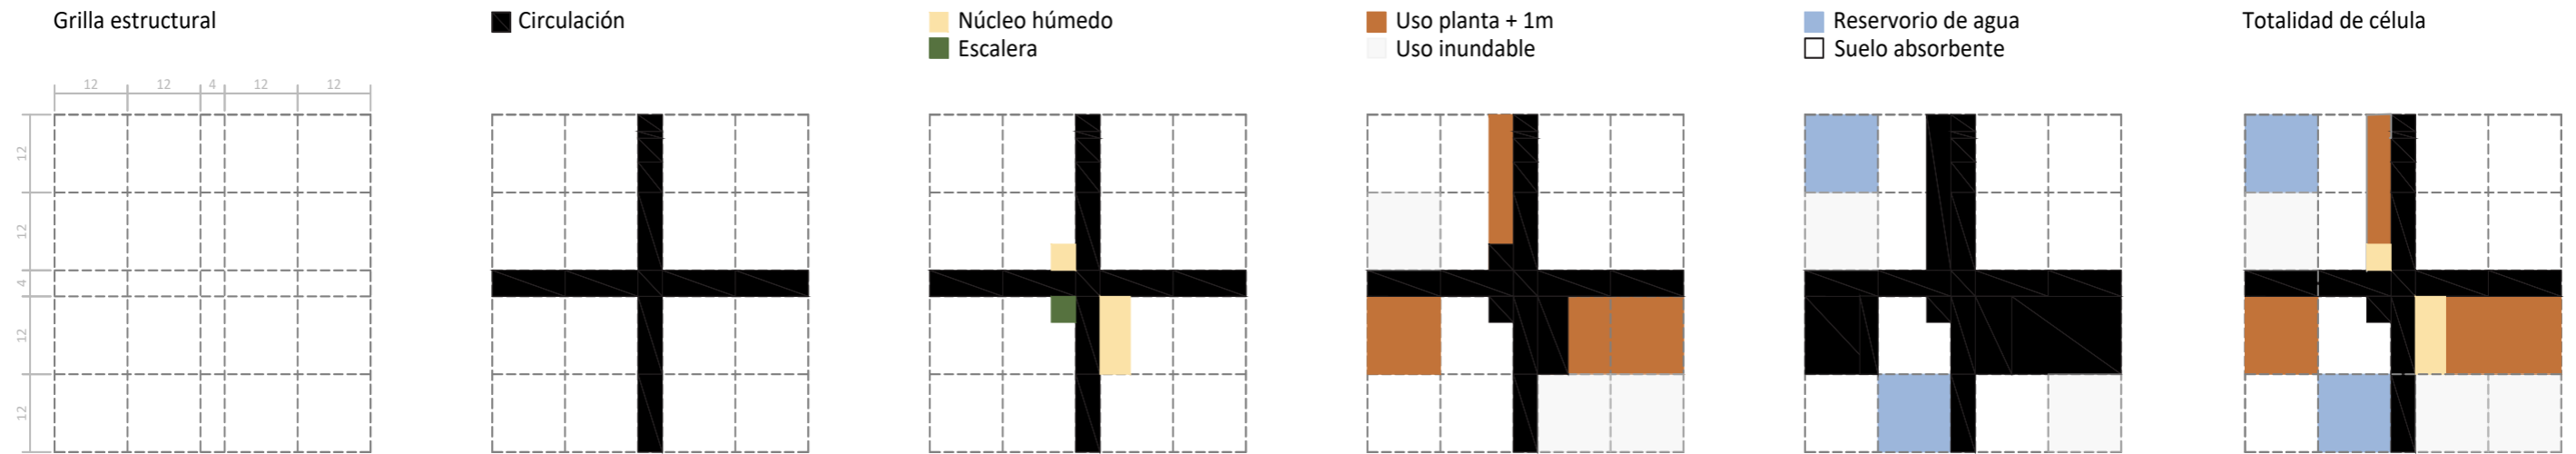 Grilla estructural
Circulación
Núcleo húmedo
Escalera
Uso planta + 1m
Uso inundable
Reservorio de agua
Suelo absorbente
Totalidad de célula
12 12 4 12 12
12
12
4
12
12